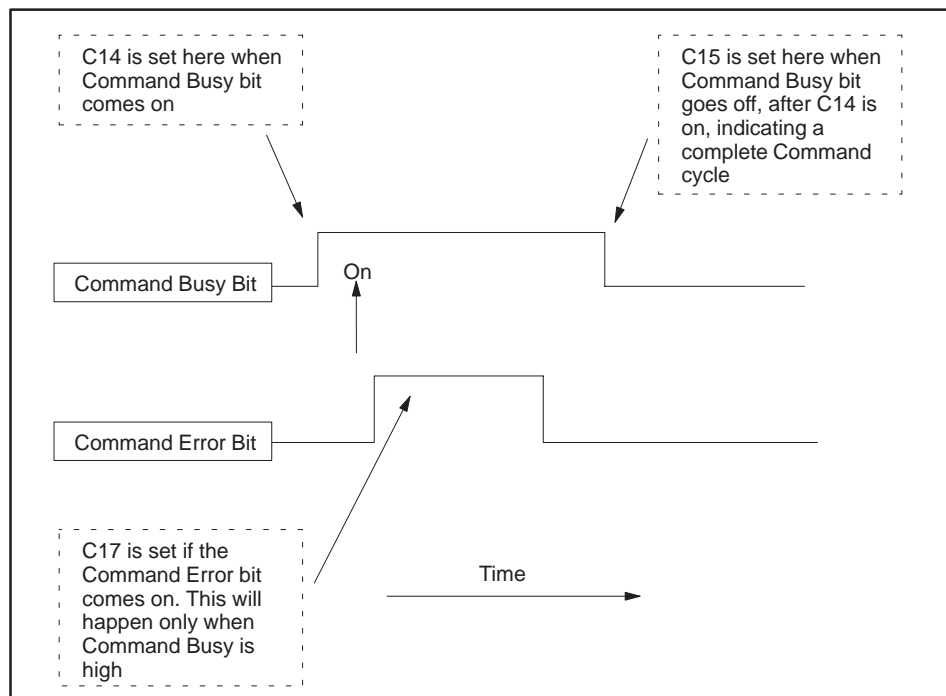 C14 is set here when
Command Busy bit
comes on
C15 is set here when
Command Busy bit
goes off, after C14 is
on, indicating a
complete Command
cycle
Command Busy Bit
On
Command Error Bit
C17 is set if the
Command Error bit
comes on. This will
happen only when
Command Busy is
high
Time